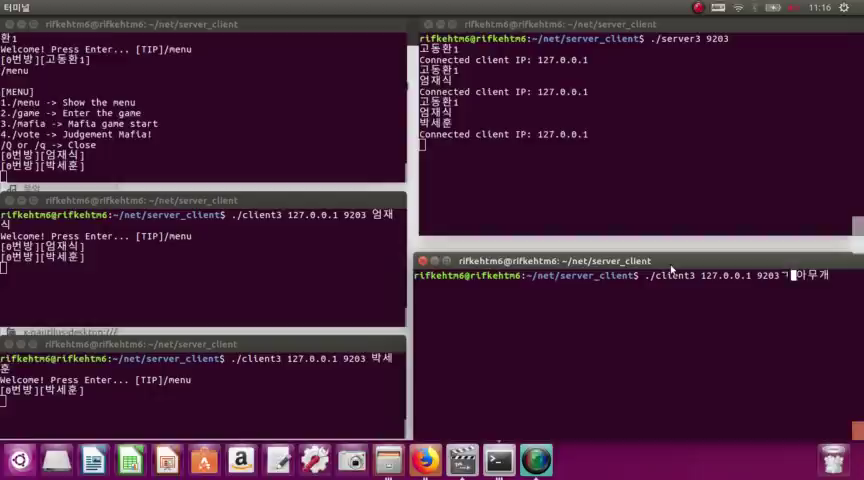 터미널
11:16
rifkehtm6@rifkehtm6: ~/net/server_client
환1
Welcome! Press Enter... [TIP]/menu
[0번방][고동환1]
/menu
[MENU]
1./menu -> Show the menu
2./game -> Enter the game
3./mafia -> Mafia game start
4./vote -> Judgement Mafia!
/Q or /q -> Close
[0번방][엄재식]
[0번방][박세훈]
rifkehtm6@rifkehtm6: ~/net/server_client
rifkehtm6@rifkehtm6:~/net/server_client$ ./client3 127.0.0.1 9203 엄재
식
Welcome! Press Enter... [TIP]/menu
[0번방][엄재식]
[0번방][박세훈]
x-nautilus-desktop:///
rifkehtm6@rifkehtm6: ~/net/server_client
rifkehtm6@rifkehtm6:~/net/server_client$ ./client3 127.0.0.1 9203 박세
훈
Welcome! Press Enter... [TIP]/menu
[0번방][박세훈]
rifkehtm6@rifkehtm6: ~/net/server_client
rifkehtm6@rifkehtm6:~/net/server_client$ ./server3 9203
고동환1
Connected client IP: 127.0.0.1
고동환1
엄재식
Connected client IP: 127.0.0.1
고동환1
엄재식
박세훈
Connected client IP: 127.0.0.1
rifkehtm6@rifkehtm6: ~/net/server_client
rifkehtm6@rifkehtm6:~/net/server_client$ ./client3 127.0.0.1 9203ㄱ 아무개